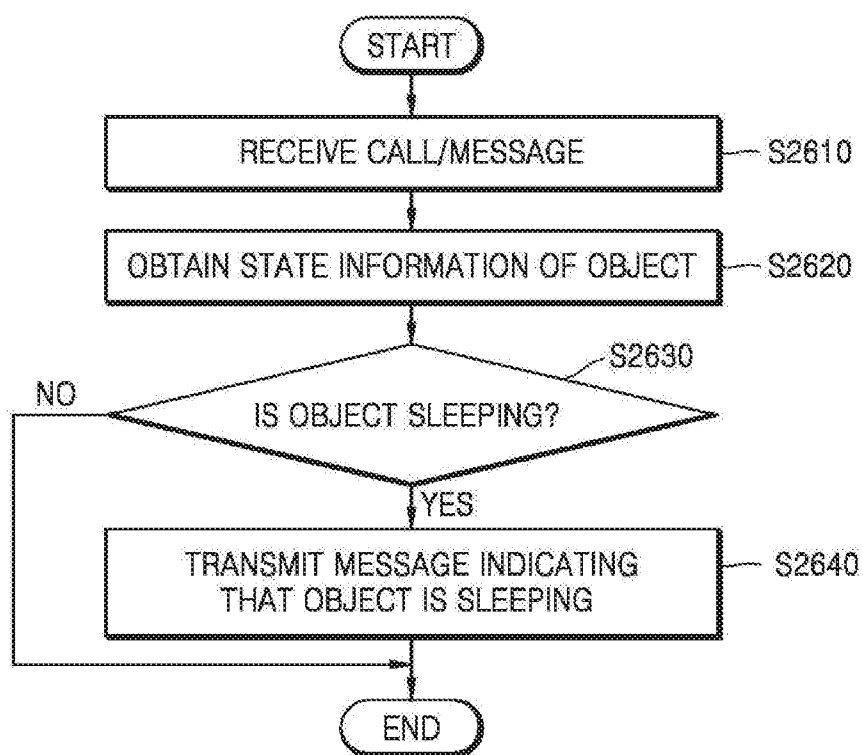 START
RECEIVE CALL/MESSAGE
S2610
OBTAIN STATE INFORMATION OF OBJECT
S2620
S2630
NO
IS OBJECT SLEEPING?
YES
TRANSMIT MESSAGE INDICATING
THAT OBJECT IS SLEEPING
S2640
END